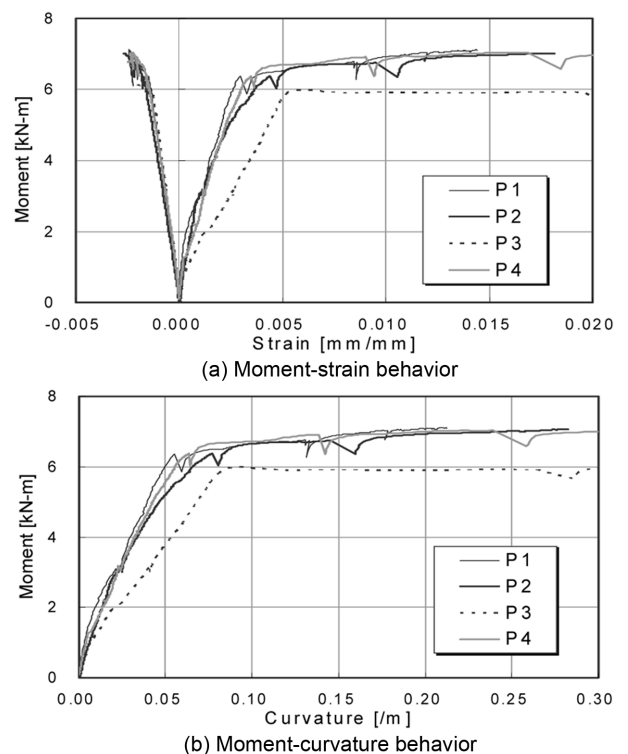 8
6
4
2
0
Moment [kN-m]
P1
P2
P3
P4
-0.005 0.000 0.005 0.010 0.015 0.020
Strain [mm/mm]
(a) Moment-strain behavior
8
6
4
2
0
Moment [kN-m]
P1
P2
P3
P4
0.00 0.05 0.10 0.15 0.20 0.25 0.30
Curvature [/m]
(b) Moment-curvature behavior